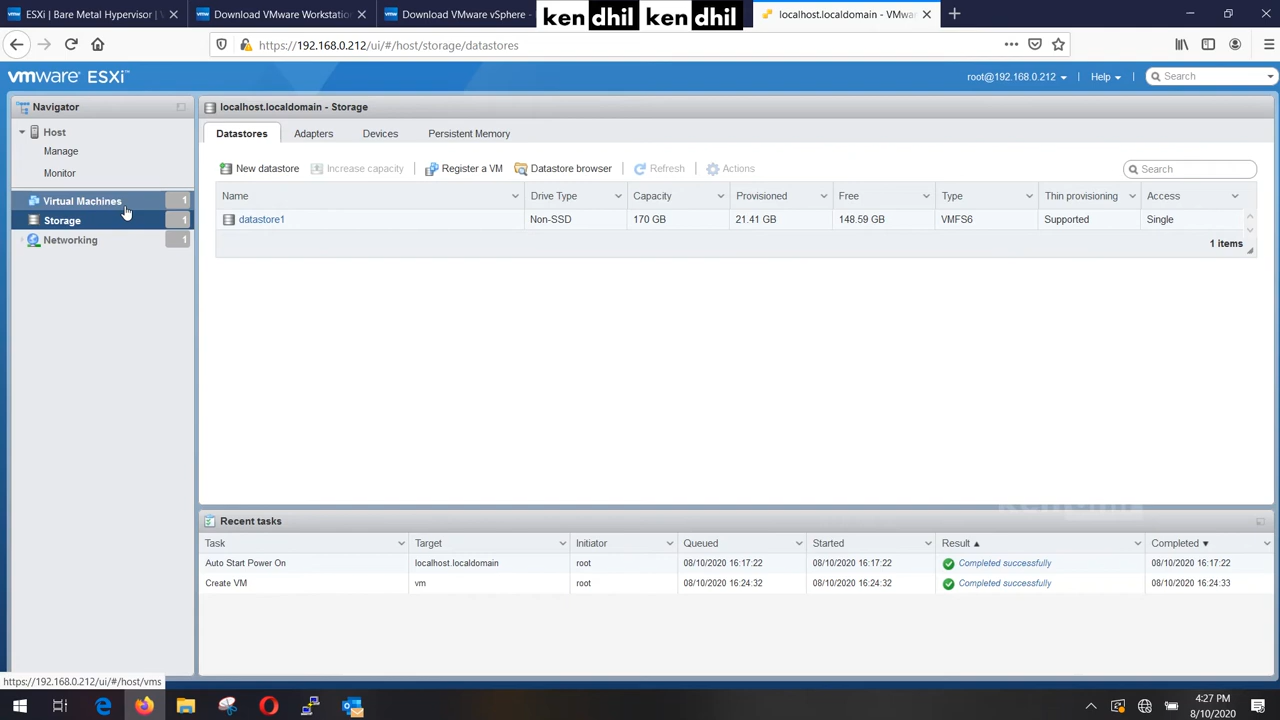 ESXi | Bare Metal Hypervisor |
Download VMware Workstation
Download VMware vSphere -
ken dhil ken dhil
localhost.localdomain - VMwa
https://192.168.0.212/ui/#/host/storage/datastores
vmware ESXi™
root@192.168.0.212
Help
Search
Navigator
localhost.localdomain - Storage
Host
Manage
Monitor
Virtual Machines 1
Storage 1
Networking 1
Datastores
Adapters
Devices
Persistent Memory
New datastore
Increase capacity
Register a VM
Datastore browser
Refresh
Actions
Search
Name Drive Type Capacity Provisioned Free Type Thin provisioning Access
datastore1 Non-SSD 170 GB 21.41 GB 148.59 GB VMFS6 Supported Single
1 items
Recent tasks
Task Target Initiator Queued Started Result Completed
Auto Start Power On localhost.localdomain root 08/10/2020 16:17:22 08/10/2020 16:17:22 Completed successfully 08/10/2020 16:17:22
Create VM vm root 08/10/2020 16:24:32 08/10/2020 16:24:32 Completed successfully 08/10/2020 16:24:33
https://192.168.0.212/ui/#/host/vms
4:27 PM
8/10/2020